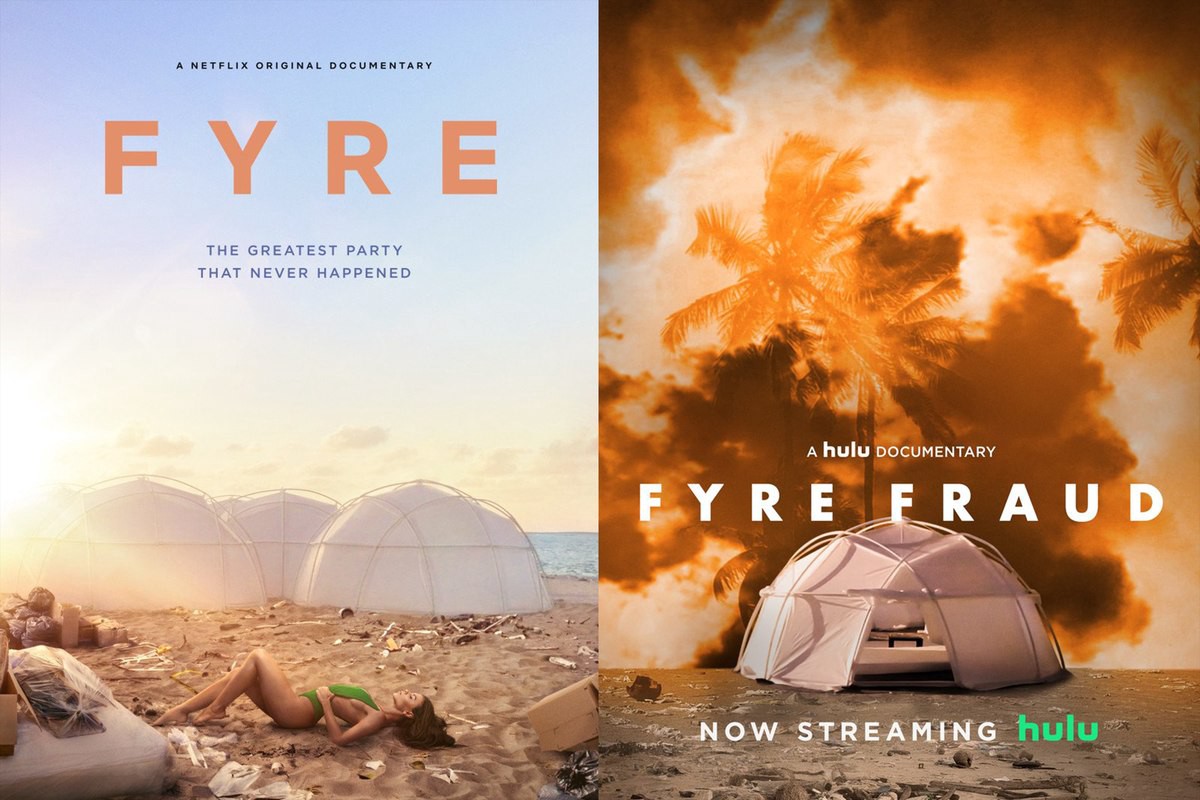 A NETFLIX ORIGINAL DOCUMENTARY
FYRE
THE GREATEST PARTY
THAT NEVER HAPPENED
A hulu DOCUMENTARY
FYRE FRAUD
NOW STREAMING hulu